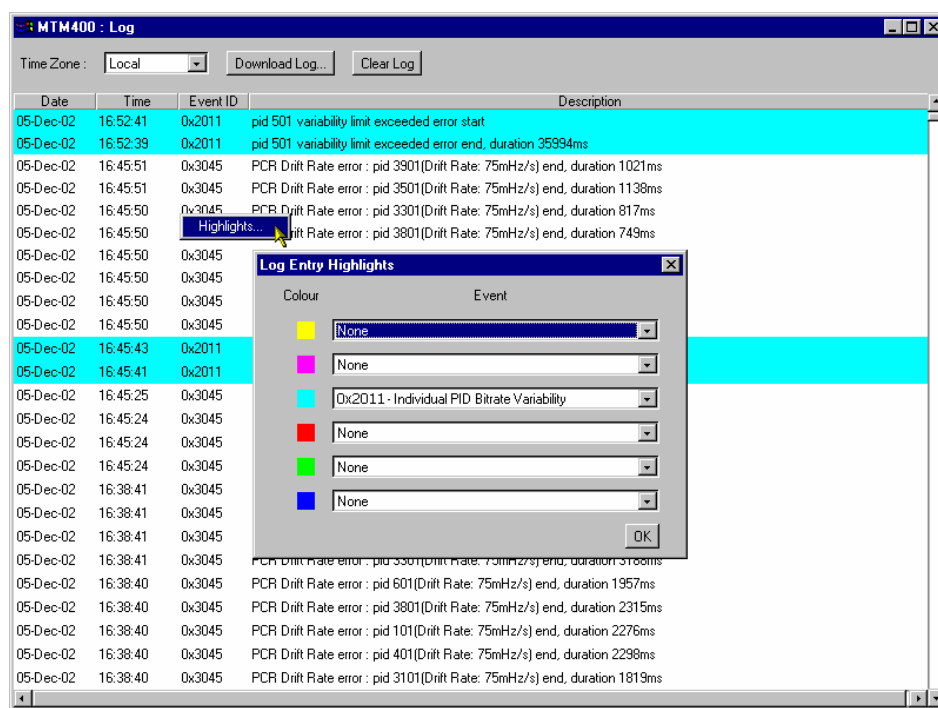 MTM400 : Log
Time Zone : Local Download Log... Clear Log
Date Time Event ID Description
05-Dec-02 16:52:41 0x2011 pid 501 variability limit exceeded error start
05-Dec-02 16:52:39 0x2011 pid 501 variability limit exceeded error end, duration 35994ms
05-Dec-02 16:45:51 0x3045 PCR Drift Rate error : pid 3901(Drift Rate: 75mHz/s) end, duration 1021ms
05-Dec-02 16:45:51 0x3045 PCR Drift Rate error : pid 3501(Drift Rate: 75mHz/s) end, duration 1138ms
05-Dec-02 16:45:50 0x3045 PCR Drift Rate error : pid 3301(Drift Rate: 75mHz/s) end, duration 817ms
Highlights...
05-Dec-02 16:45:50 rift Rate error : pid 3801(Drift Rate: 75mHz/s) end, duration 749ms
05-Dec-02 16:45:50 0x3045
05-Dec-02 16:45:50 0x3045
05-Dec-02 16:45:50 0x3045
05-Dec-02 16:45:50 0x3045
05-Dec-02 16:45:43 0x2011
05-Dec-02 16:45:41 0x2011
05-Dec-02 16:45:25 0x3045
05-Dec-02 16:45:24 0x3045
05-Dec-02 16:45:24 0x3045
05-Dec-02 16:45:24 0x3045
05-Dec-02 16:38:41 0x3045
05-Dec-02 16:38:41 0x3045
05-Dec-02 16:38:41 0x3045
Log Entry Highlights
Colour Event
None
None
0x2011 - Individual PID Bitrate Variability
None
None
None
OK
05-Dec-02 16:38:41 0x3045 PCR Drift Rate error : pid 3501(Drift Rate: 75mHz/s) end, duration 3188ms
05-Dec-02 16:38:40 0x3045 PCR Drift Rate error : pid 601(Drift Rate: 75mHz/s) end, duration 1957ms
05-Dec-02 16:38:40 0x3045 PCR Drift Rate error : pid 3801(Drift Rate: 75mHz/s) end, duration 2315ms
05-Dec-02 16:38:40 0x3045 PCR Drift Rate error : pid 101(Drift Rate: 75mHz/s) end, duration 2276ms
05-Dec-02 16:38:40 0x3045 PCR Drift Rate error : pid 401(Drift Rate: 75mHz/s) end, duration 2298ms
05-Dec-02 16:38:40 0x3045 PCR Drift Rate error : pid 3101(Drift Rate: 75mHz/s) end, duration 1819ms